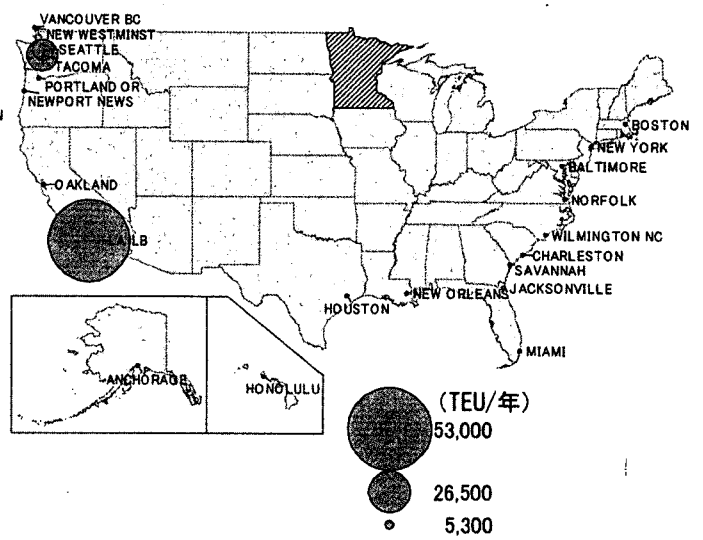 VANCOUVER BC
NEW WESTMINST
SEATTLE
TACOMA
PORTLAND OR
NEWPORT NEWS
BOSTON
NEW YORK
BALTIMORE
OAKLAND
NORFOLK
LA/LB
WILMINGTON NC
CHARLESTON
SAVANNAH
JACKSONVILLE
NEW ORLEANS
HOUSTON
MIAMI
ANCHORAGE
HONOLULU
(TEU/年)
53,000
26,500
5,300